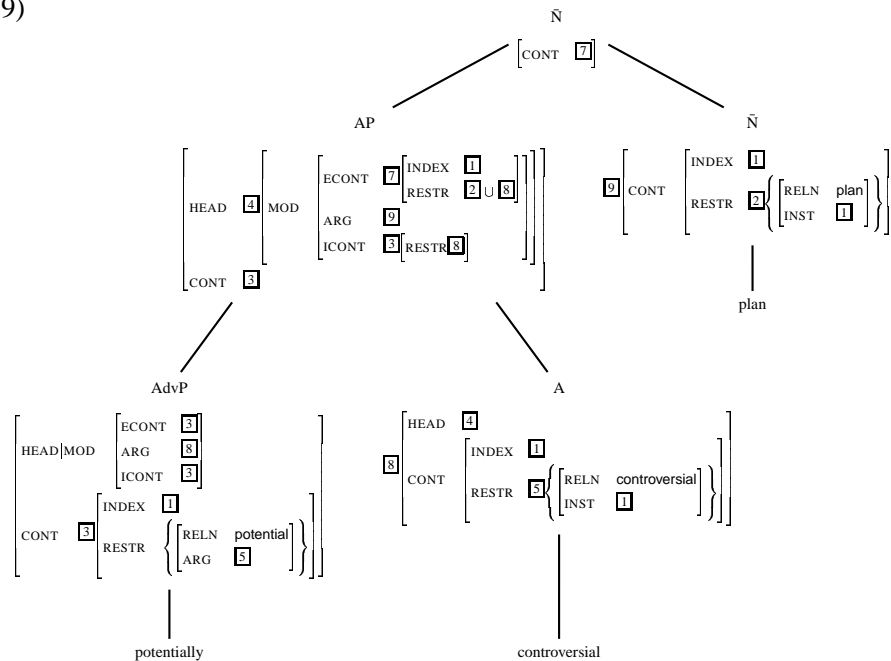 9)
N̄
[CONT 7]
AP
N̄
[HEAD 4 [MOD [ECONT 7 [INDEX 1
RESTR 2 ∪ 8]
ARG 9
ICONT 3 [RESTR 8]]]
CONT 3]
9 [CONT [INDEX 1
RESTR 2 {[RELN plan
INST 1]}]]
plan
AdvP
A
[HEAD|MOD [ECONT 3
ARG 8
ICONT 3]
CONT 3 [INDEX 1
RESTR {[RELN potential
ARG 5]}]]
8 [HEAD 4
CONT [INDEX 1
RESTR 5 {[RELN controversial
INST 1]}]]
potentially
controversial